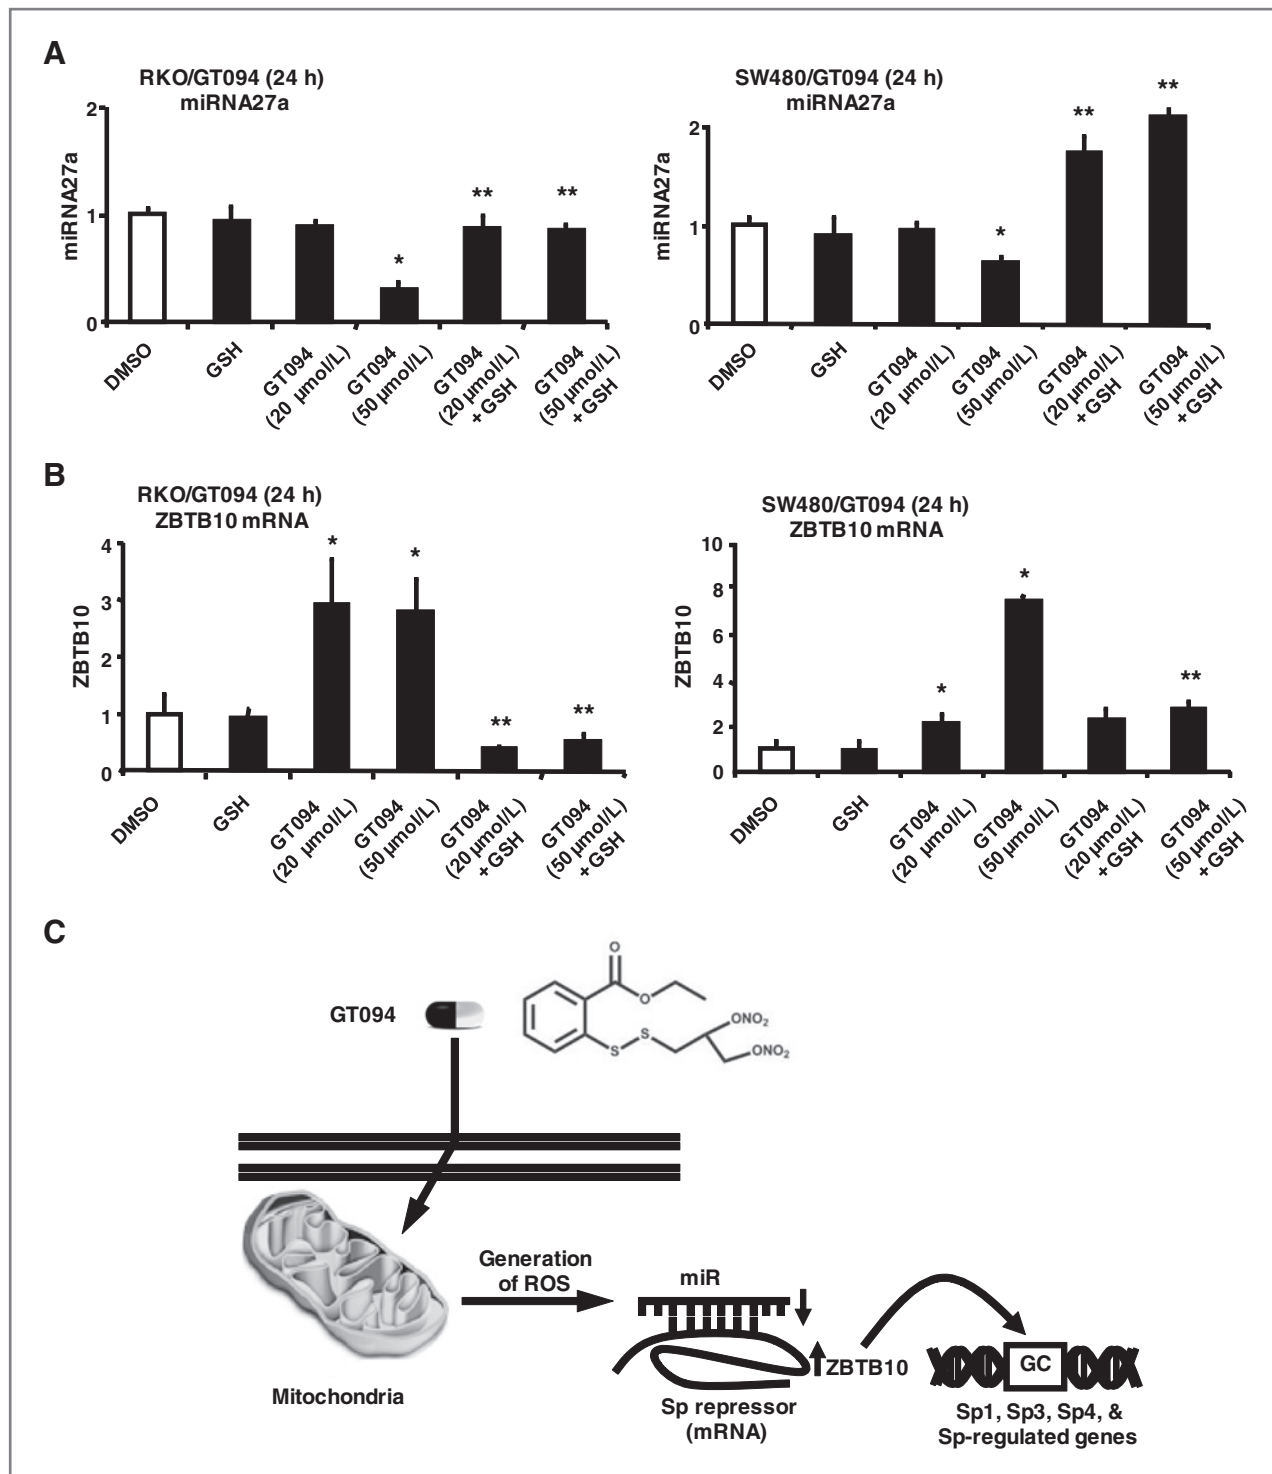 A
RKO/GT094 (24 h)
miRNA27a
miRNA27a
2
1
0
*
**
**
DMSO
GSH
GT094
(20 µmol/L)
GT094
(50 µmol/L)
GT094
(20 µmol/L)
+GSH
GT094
(50 µmol/L)
+GSH
SW480/GT094 (24 h)
miRNA27a
miRNA27a
2
1
0
*
**
**
DMSO
GSH
GT094
(20 µmol/L)
GT094
(50 µmol/L)
GT094
(20 µmol/L)
+GSH
GT094
(50 µmol/L)
+GSH
B
RKO/GT094 (24 h)
ZBTB10 mRNA
ZBTB10
4
3
2
1
0
*
*
**
**
DMSO
GSH
GT094
(20 µmol/L)
GT094
(50 µmol/L)
GT094
(20 µmol/L)
+GSH
GT094
(50 µmol/L)
+GSH
SW480/GT094 (24 h)
ZBTB10 mRNA
ZBTB10
10
8
6
4
2
0
*
*
**
DMSO
GSH
GT094
(20 µmol/L)
GT094
(50 µmol/L)
GT094
(20 µmol/L)
+GSH
GT094
(50 µmol/L)
+GSH
C
GT094
O
O
S
S
ONO2
ONO2
Generation
of ROS
miR
Mitochondria
ZBTB10
Sp repressor
(mRNA)
GC
Sp1, Sp3, Sp4, &
Sp-regulated genes